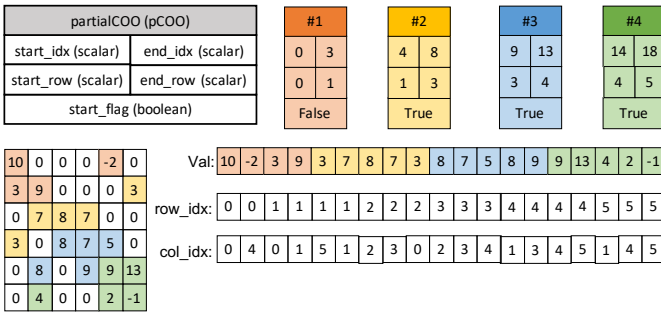 partialCOO (pCOO)
start_idx (scalar) end_idx (scalar)
start_row (scalar) end_row (scalar)
start_flag (boolean)
#1
0 3
0 1
False
#2
4 8
1 3
True
#3
9 13
3 4
True
#4
14 18
4 5
True
10 0 0 0 -2 0
3 9 0 0 0 3
0 7 8 7 0 0
3 0 8 7 5 0
0 8 0 9 9 13
0 4 0 0 2 -1
Val: 10 -2 3 9 3 7 8 7 3 8 7 5 8 9 9 13 4 2 -1
row_idx: 0 0 1 1 1 1 2 2 2 3 3 3 4 4 4 4 5 5 5
col_idx: 0 4 0 1 5 1 2 3 0 2 3 4 1 3 4 5 1 4 5